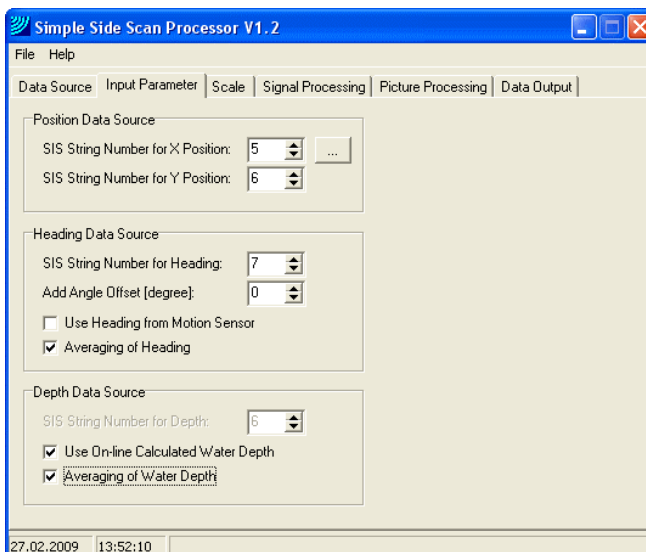 Simple Side Scan Processor V1.2
File Help
Data Source Input Parameter Scale Signal Processing Picture Processing Data Output
Position Data Source
SIS String Number for X Position: 5 ...
SIS String Number for Y Position: 6
Heading Data Source
SIS String Number for Heading: 7
Add Angle Offset [degree]: 0
Use Heading from Motion Sensor
Averaging of Heading
Depth Data Source
SIS String Number for Depth: 6
Use On-line Calculated Water Depth
Averaging of Water Depth
27.02.2009 13:52:10